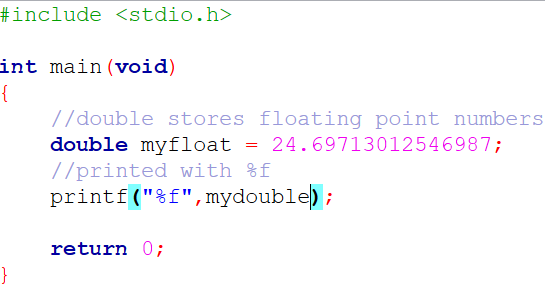 #include <stdio.h>
int main(void)
{
//double stores floating point numbers
double myfloat = 24.69713012546987;
//printed with %f
printf("%f",mydouble);
return 0;
}